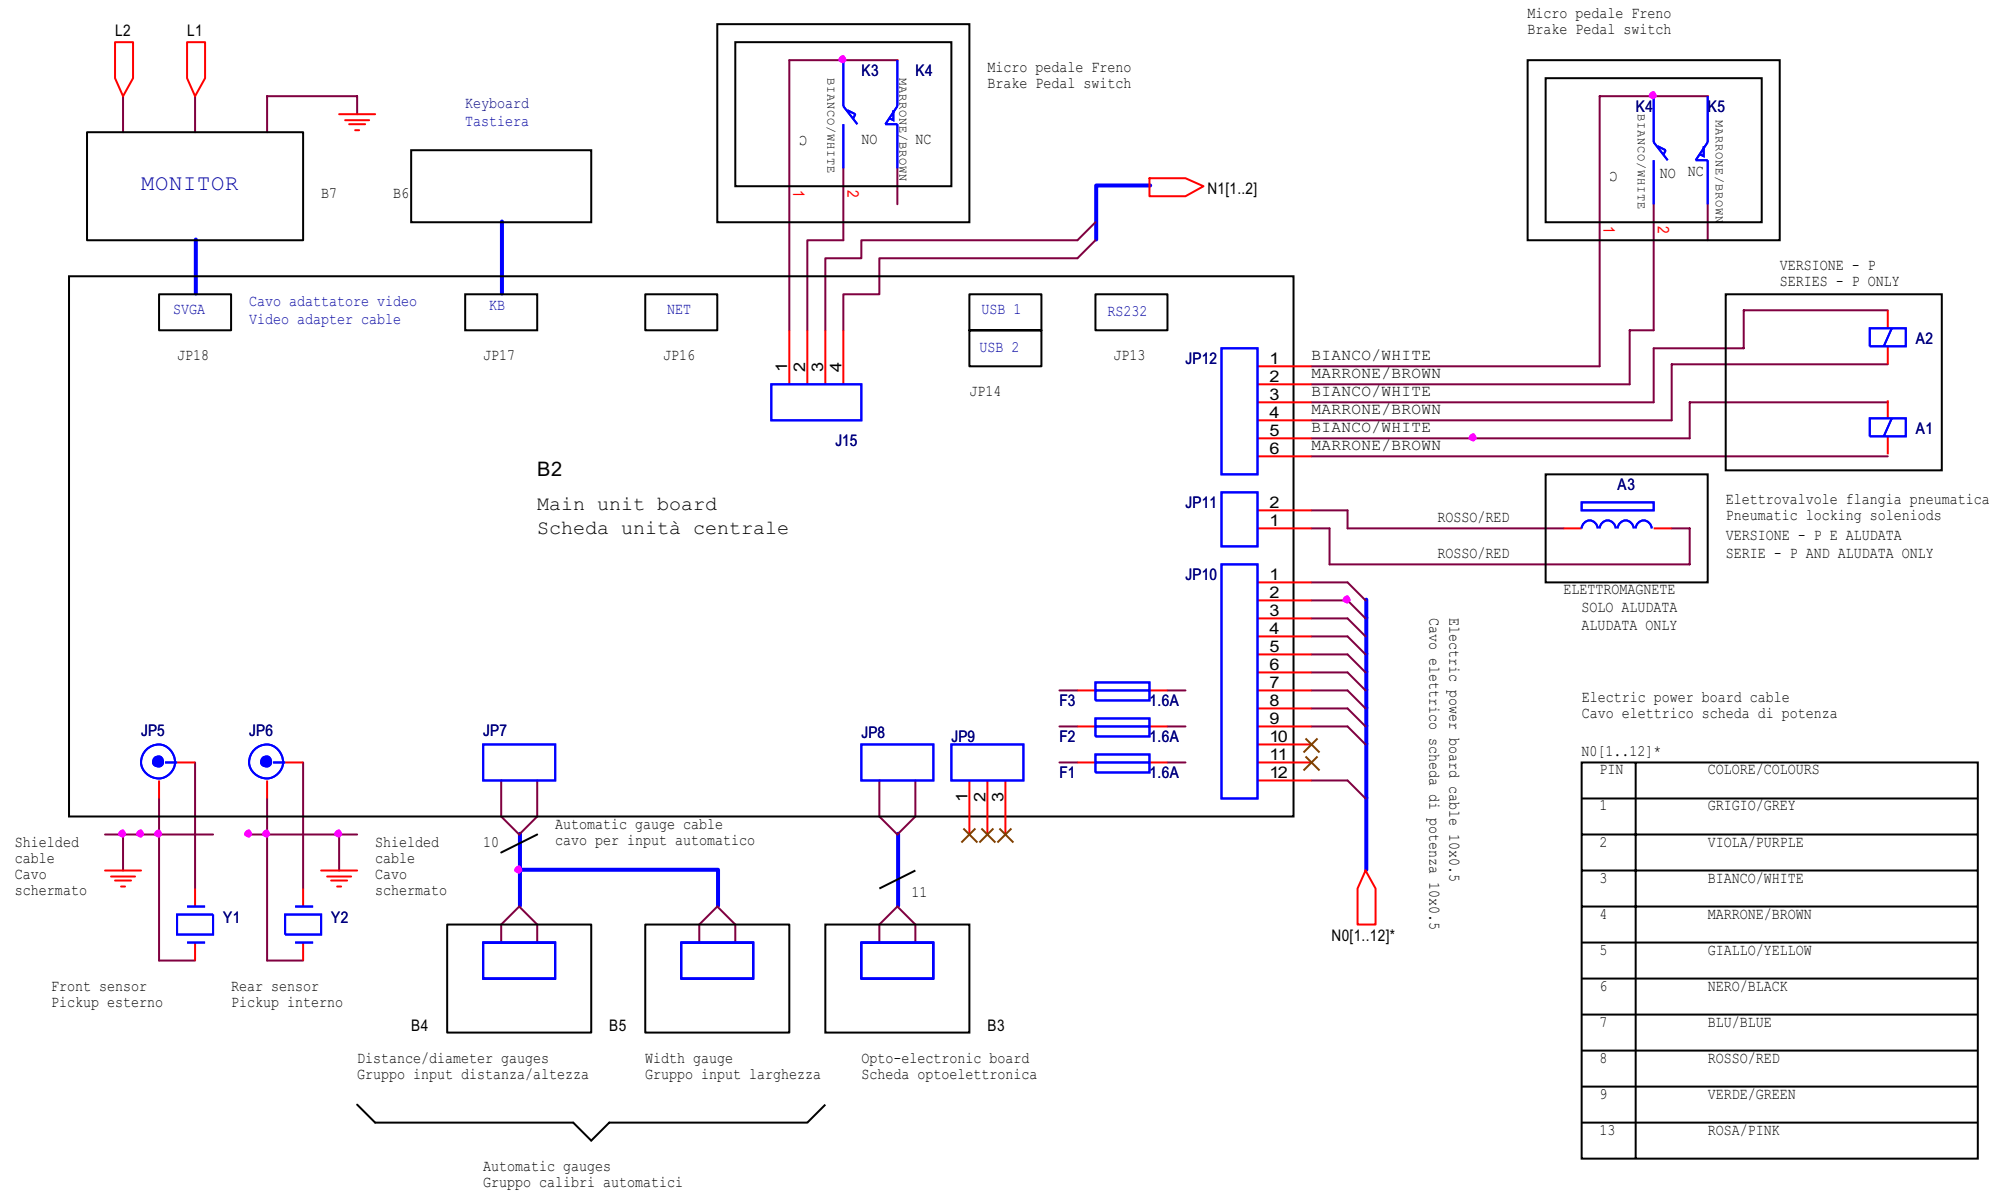 L2
L1
MONITOR
B7
Keyboard
Tastiera
B6
K3
K4
BIANCO/WHITE
MARRONE/BROWN
C
NO
NC
1
2
Micro pedale Freno
Brake Pedal switch
N1[1..2]
Micro pedale Freno
Brake Pedal switch
K4
K5
BIANCO/WHITE
MARRONE/BROWN
C
NO
NC
1
2
VERSIONE - P
SERIES - P ONLY
SVGA
Cavo adattatore video
Video adapter cable
JP18
KB
JP17
NET
JP16
1
2
3
4
J15
USB 1
USB 2
JP14
RS232
JP13
JP12
1
2
3
4
5
6
BIANCO/WHITE
MARRONE/BROWN
BIANCO/WHITE
MARRONE/BROWN
BIANCO/WHITE
MARRONE/BROWN
A2
A1
B2
Main unit board
Scheda unità centrale
JP11
2
1
ROSSO/RED
ROSSO/RED
A3
Elettrovalvole flangia pneumatica
Pneumatic locking soleniods
VERSIONE - P E ALUDATA
SERIE - P AND ALUDATA ONLY
ELETTROMAGNETE
SOLO ALUDATA
ALUDATA ONLY
JP10
1
2
3
4
5
6
7
8
9
10
11
12
Electric power board cable 10x0.5
Cavo elettrico scheda di potenza 10x0.5
N0[1..12]*
F3
1.6A
F2
1.6A
F1
1.6A
JP5
JP6
JP7
JP8
JP9
1
2
3
Shielded
cable
Cavo
schermato
Shielded
cable
Cavo
schermato
10
Automatic gauge cable
cavo per input automatico
11
Y1
Y2
Front sensor
Pickup esterno
Rear sensor
Pickup interno
B4
B5
B3
Distance/diameter gauges
Gruppo input distanza/altezza
Width gauge
Gruppo input larghezza
Opto-electronic board
Scheda optoelettronica
Automatic gauges
Gruppo calibri automatici
Electric power board cable
Cavo elettrico scheda di potenza
N0[1..12]*
PIN COLORE/COLOURS
1 GRIGIO/GREY
2 VIOLA/PURPLE
3 BIANCO/WHITE
4 MARRONE/BROWN
5 GIALLO/YELLOW
6 NERO/BLACK
7 BLU/BLUE
8 ROSSO/RED
9 VERDE/GREEN
13 ROSA/PINK